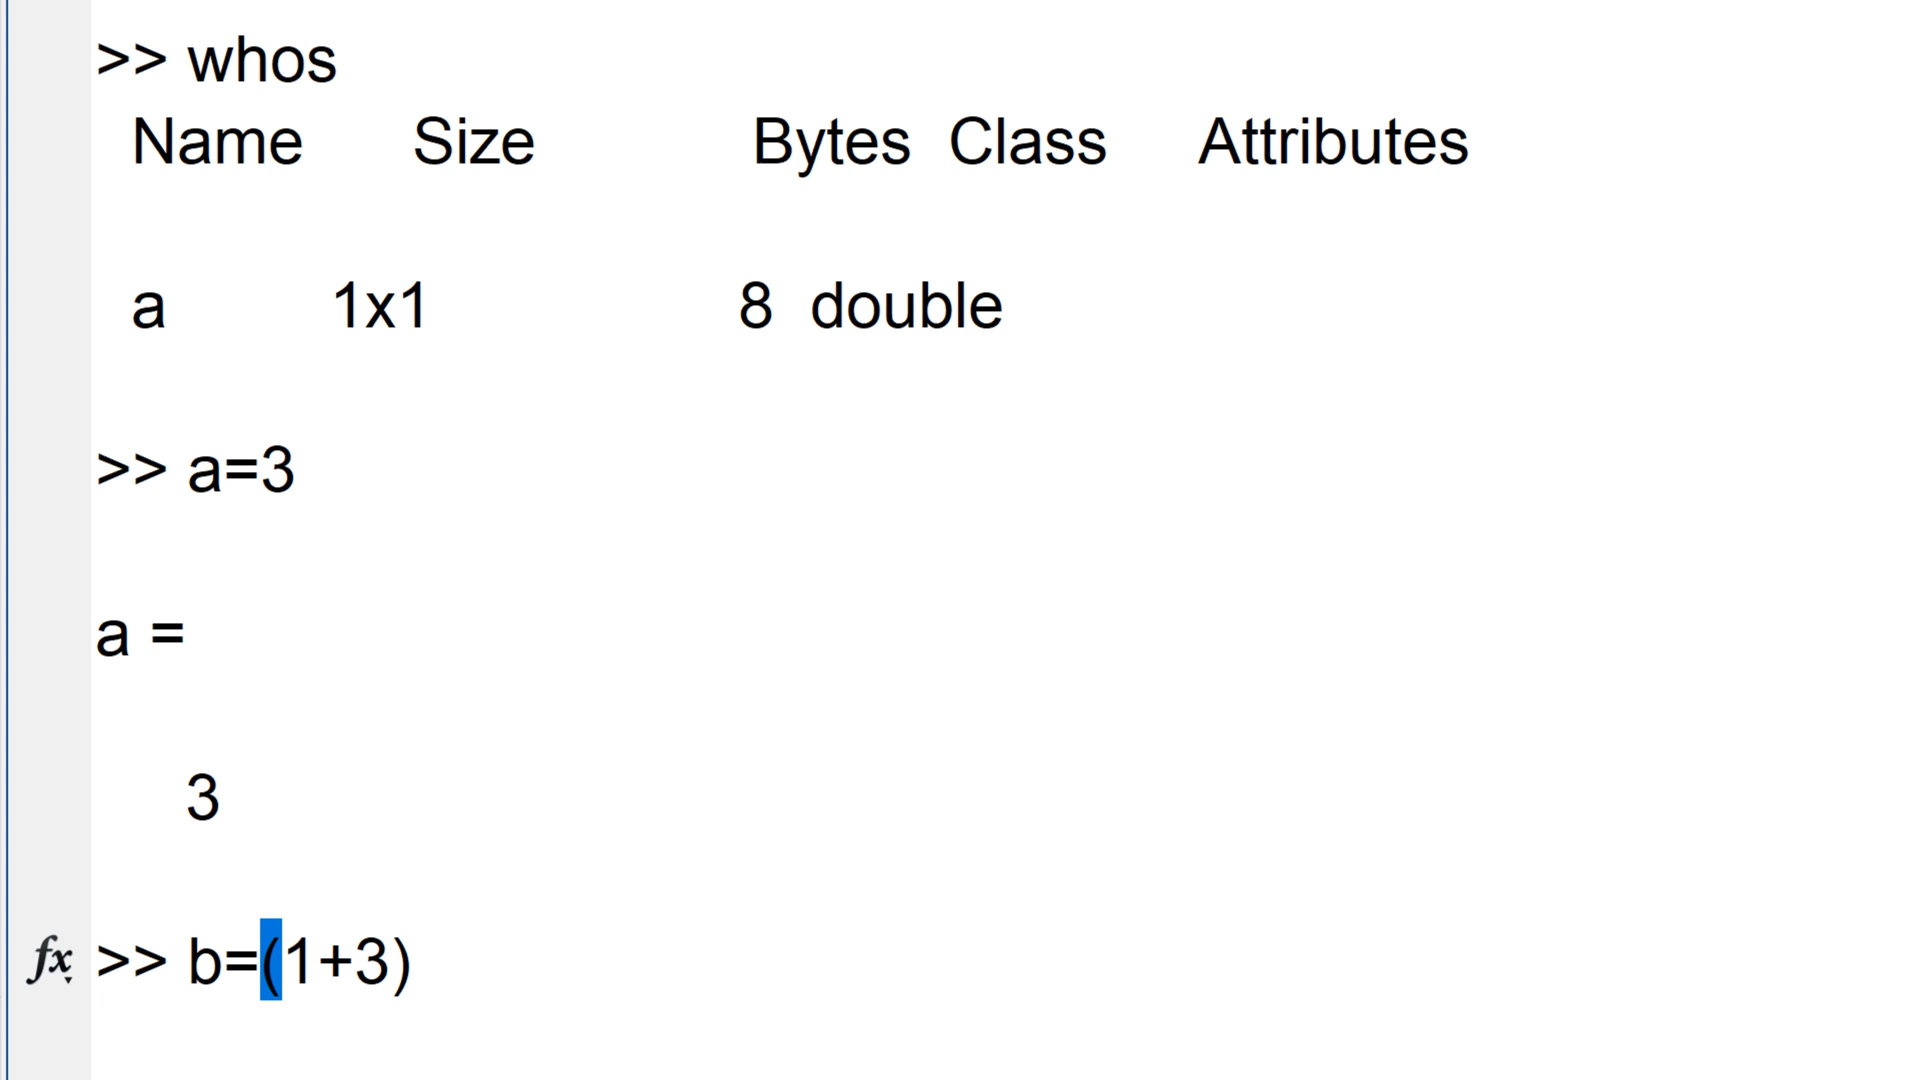 >> whos
Name Size Bytes Class Attributes
a 1x1 8 double
>> a=3
a =
3
fx >> b=(1+3)